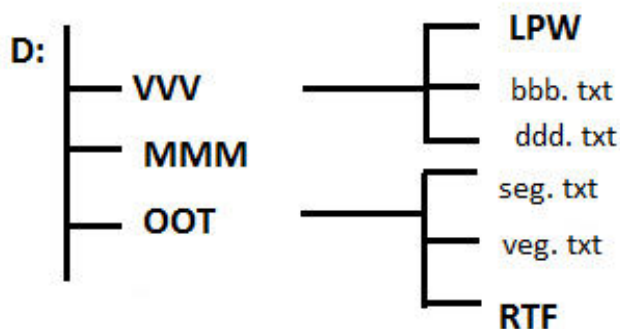 D:
VVV
MMM
OOT
LPW
bbb. txt
ddd. txt
seg. txt
veg. txt
RTF